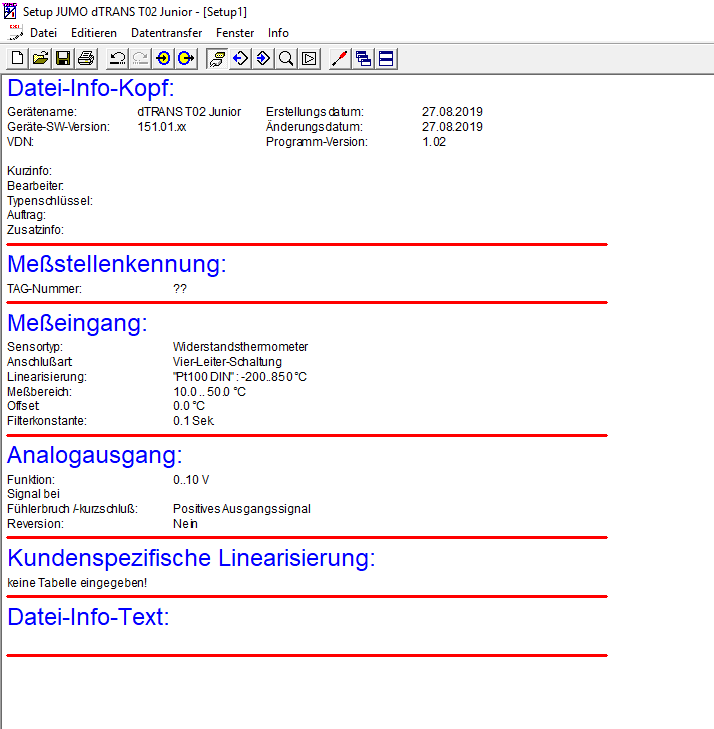 Setup JUMO dTRANS T02 Junior - [Setup1]
Datei Editieren Datentransfer Fenster Info
Datei-Info-Kopf:
Gerätename: dTRANS T02 Junior Erstellungsdatum: 27.08.2019
Geräte-SW-Version: 151.01.xx Änderungsdatum: 27.08.2019
VDN: Programm-Version: 1.02
Kurzinfo:
Bearbeiter:
Typenschlüssel:
Auftrag:
Zusatzinfo:
Meßstellenkennung:
TAG-Nummer: ??
Meßeingang:
Sensortyp: Widerstandsthermometer
Anschlußart: Vier-Leiter-Schaltung
Linearisierung: "Pt100 DIN" : -200..850 °C
Meßbereich: 10.0 .. 50.0 °C
Offset: 0.0 °C
Filterkonstante: 0.1 Sek.
Analogausgang:
Funktion: 0..10 V
Signal bei
Fühlerbruch /-kurzschluß: Positives Ausgangssignal
Reversion: Nein
Kundenspezifische Linearisierung:
keine Tabelle eingegeben!
Datei-Info-Text: